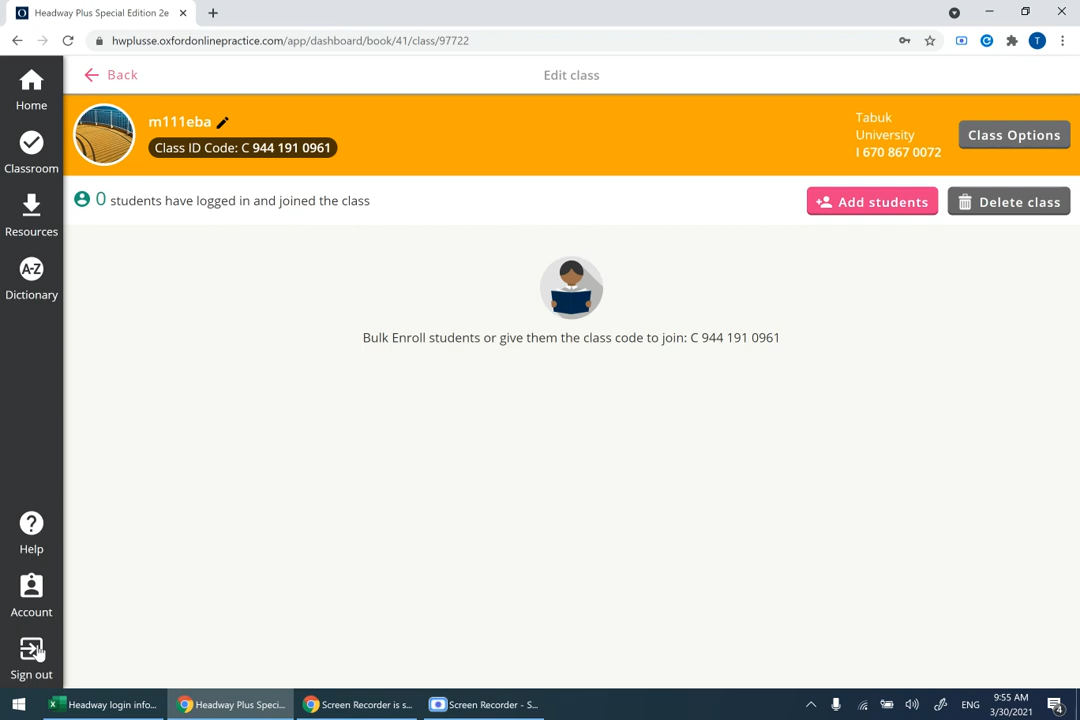 Headway Plus Special Edition 2e
hwplusse.oxfordonlinepractice.com/app/dashboard/book/41/class/97722
T
Back
Edit class
Home
Classroom
Resources
A-Z
Dictionary
Help
Account
Sign out
m111eba
Class ID Code: C 944 191 0961
Tabuk
University
I 670 867 0072
Class Options
0 students have logged in and joined the class
Add students
Delete class
Bulk Enroll students or give them the class code to join: C 944 191 0961
Headway login info...
Headway Plus Speci...
Screen Recorder is s...
Screen Recorder - S...
ENG
9:55 AM
3/30/2021
4